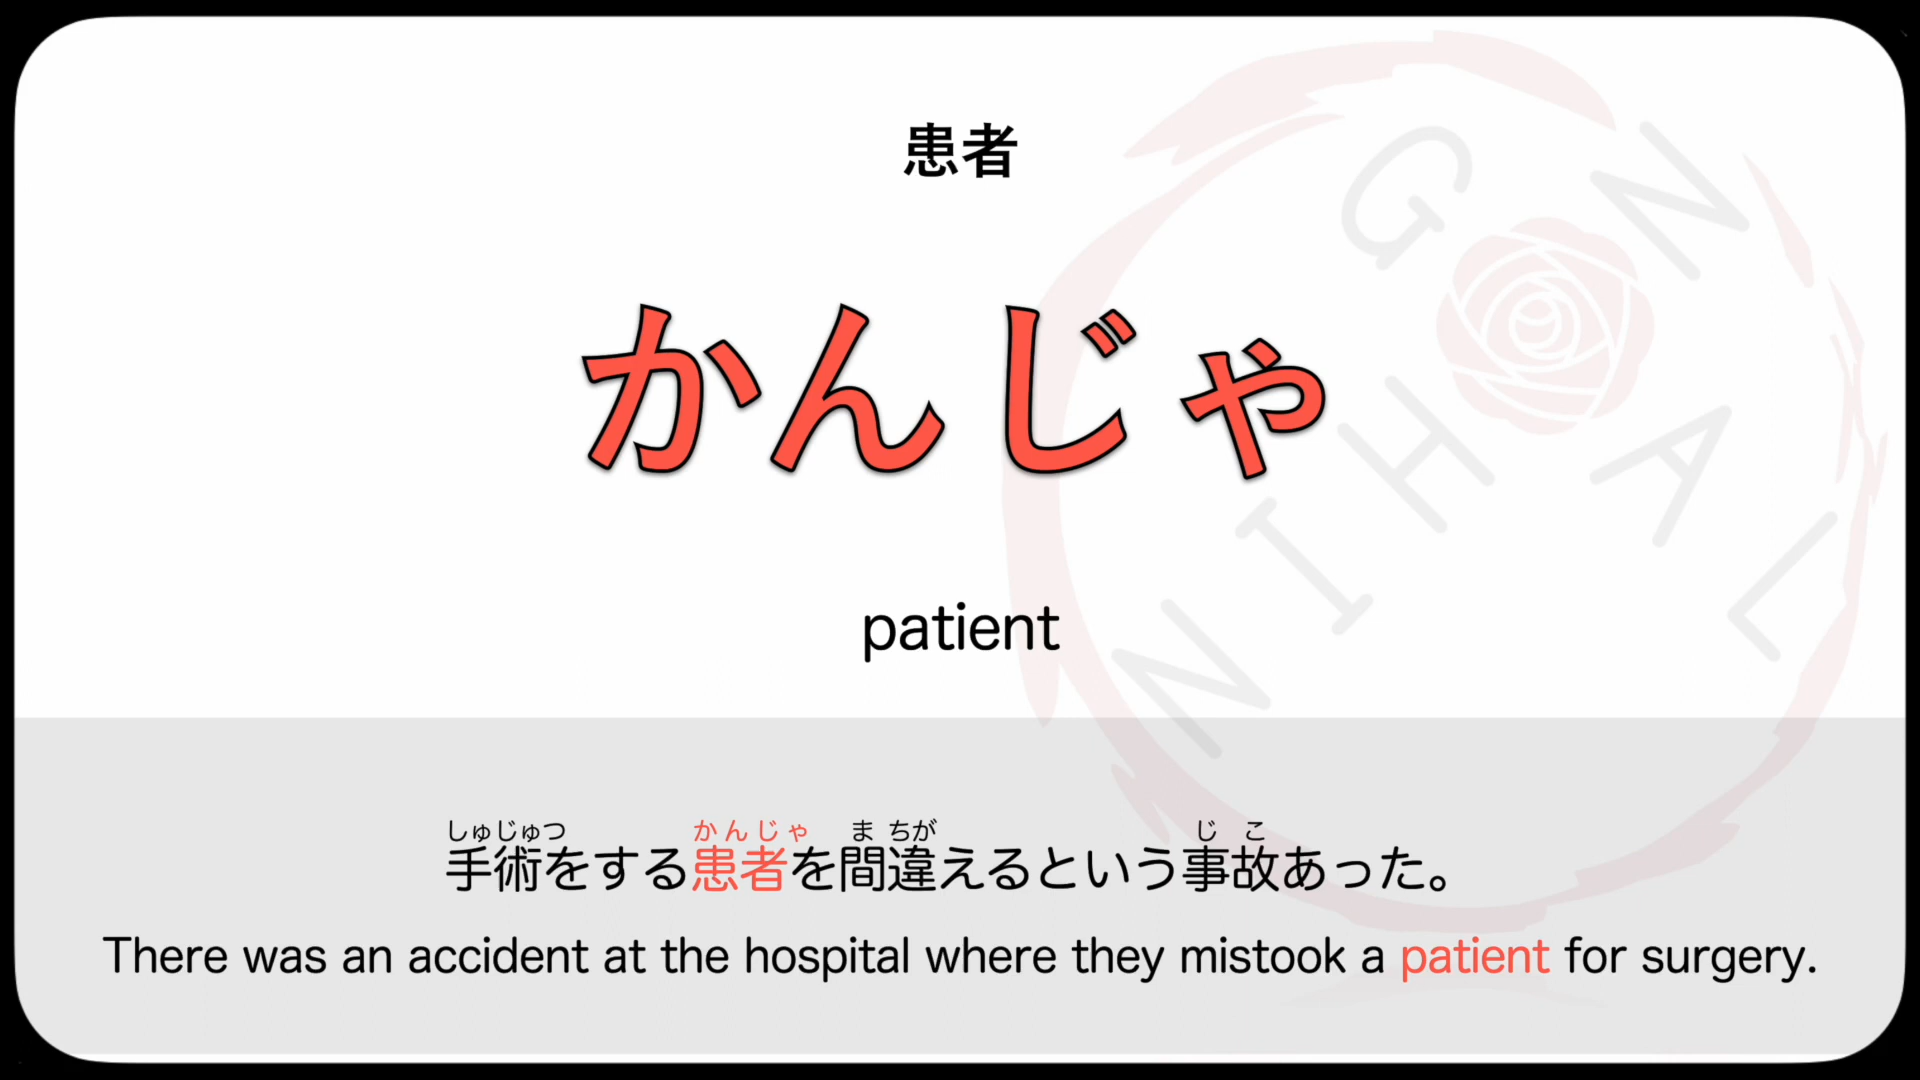 患者
かんじゃ
patient
しゅじゅつ かんじゃ ま ちが じ こ
手術をする患者を間違えるという事故あった。
There was an accident at the hospital where they mistook a patient for surgery.
NIHONGO
LAN